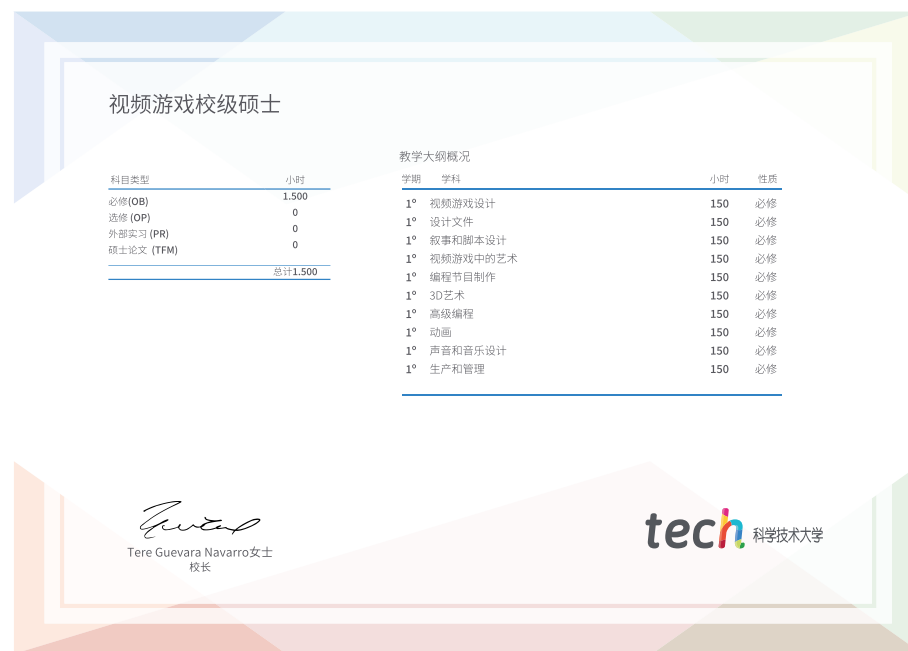 视频游戏校级硕士
科目类型 小时
必修(OB) 1.500
选修 (OP) 0
外部实习 (PR) 0
硕士论文 (TFM) 0
总计1.500
教学大纲概况
学期 学科 小时 性质
1º 视频游戏设计 150 必修
1º 设计文件 150 必修
1º 叙事和脚本设计 150 必修
1º 视频游戏中的艺术 150 必修
1º 编程节目制作 150 必修
1º 3D艺术 150 必修
1º 高级编程 150 必修
1º 动画 150 必修
1º 声音和音乐设计 150 必修
1º 生产和管理 150 必修
Tere Guevara Navarro女士
校长
tech 科学技术大学